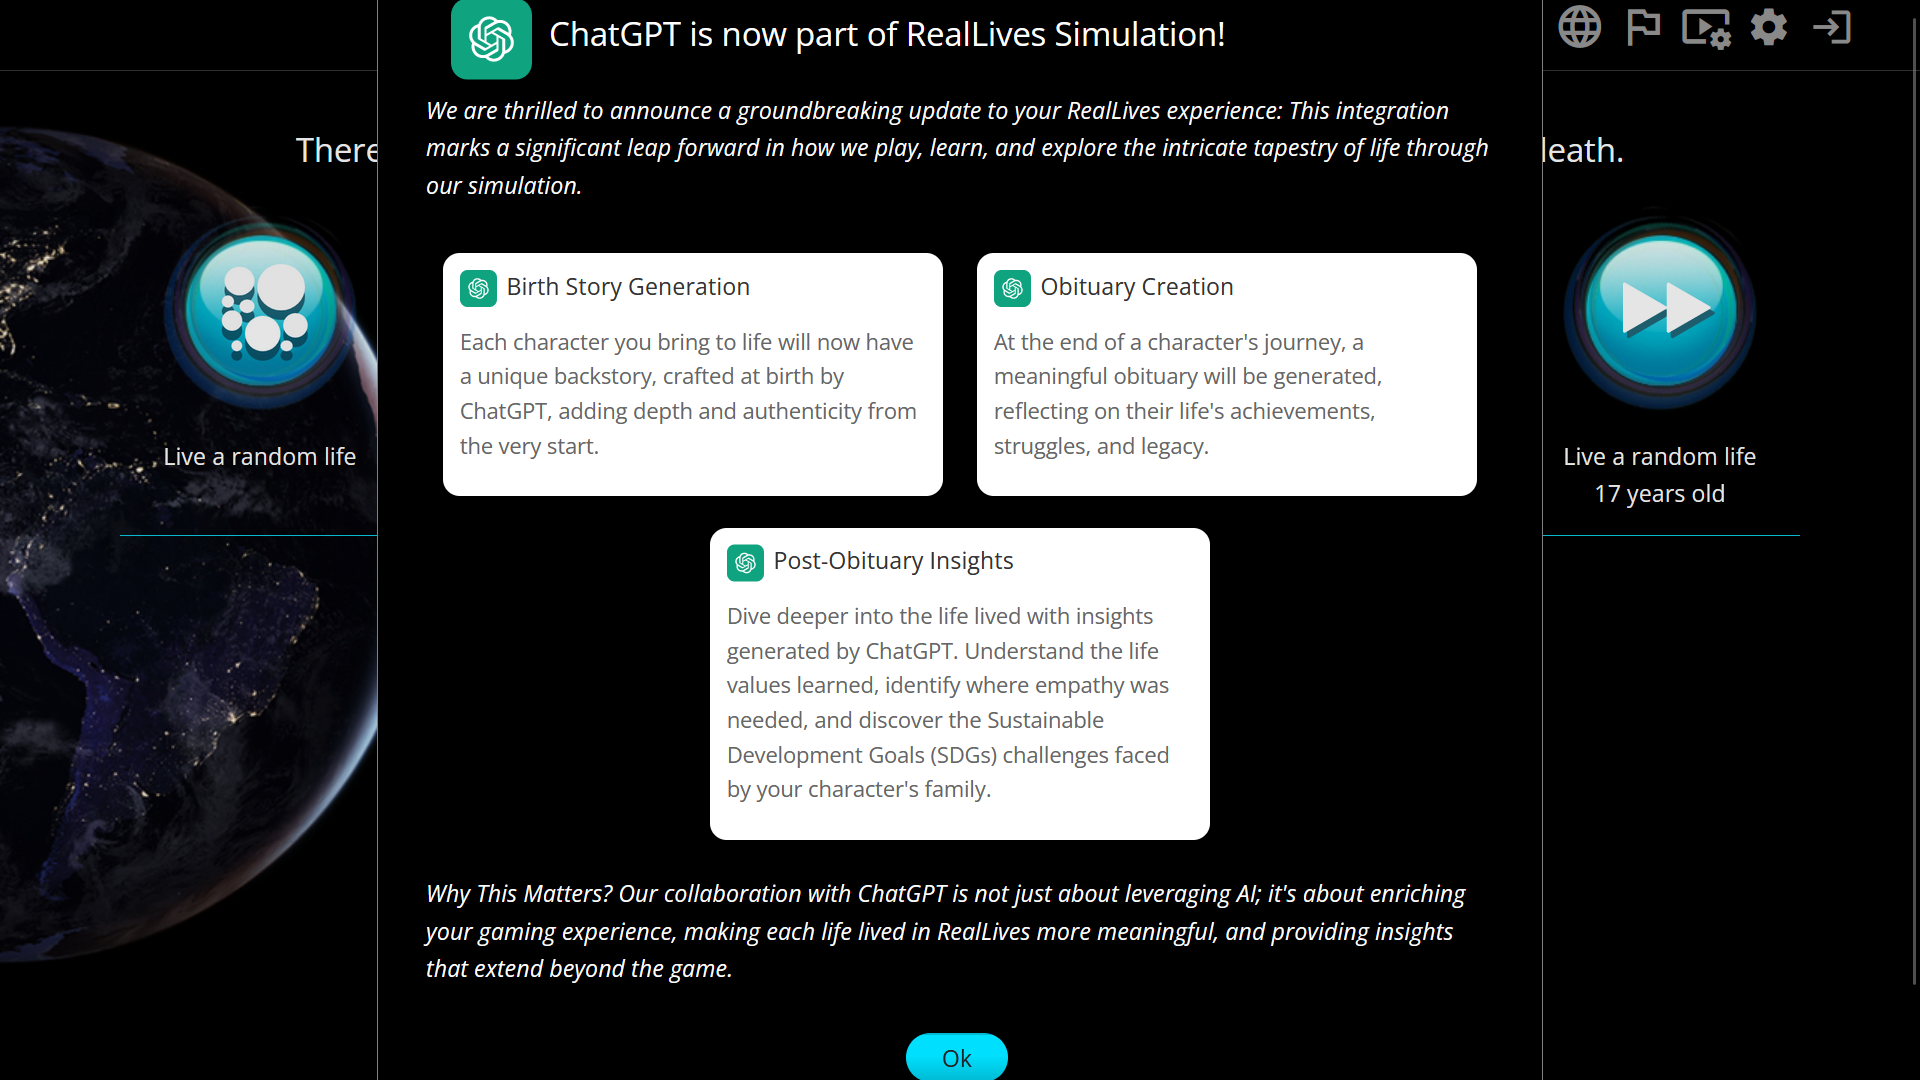 ChatGPT is now part of RealLives Simulation!
We are thrilled to announce a groundbreaking update to your RealLives experience: This integration
marks a significant leap forward in how we play, learn, and explore the intricate tapestry of life through
our simulation.
There
Birth Story Generation
Each character you bring to life will now have
a unique backstory, crafted at birth by
ChatGPT, adding depth and authenticity from
the very start.
Obituary Creation
At the end of a character's journey, a
meaningful obituary will be generated,
reflecting on their life's achievements,
struggles, and legacy.
Live a random life
Live a random life
17 years old
Post-Obituary Insights
Dive deeper into the life lived with insights
generated by ChatGPT. Understand the life
values learned, identify where empathy was
needed, and discover the Sustainable
Development Goals (SDGs) challenges faced
by your character's family.
Why This Matters? Our collaboration with ChatGPT is not just about leveraging AI; it's about enriching
your gaming experience, making each life lived in RealLives more meaningful, and providing insights
that extend beyond the game.
Ok